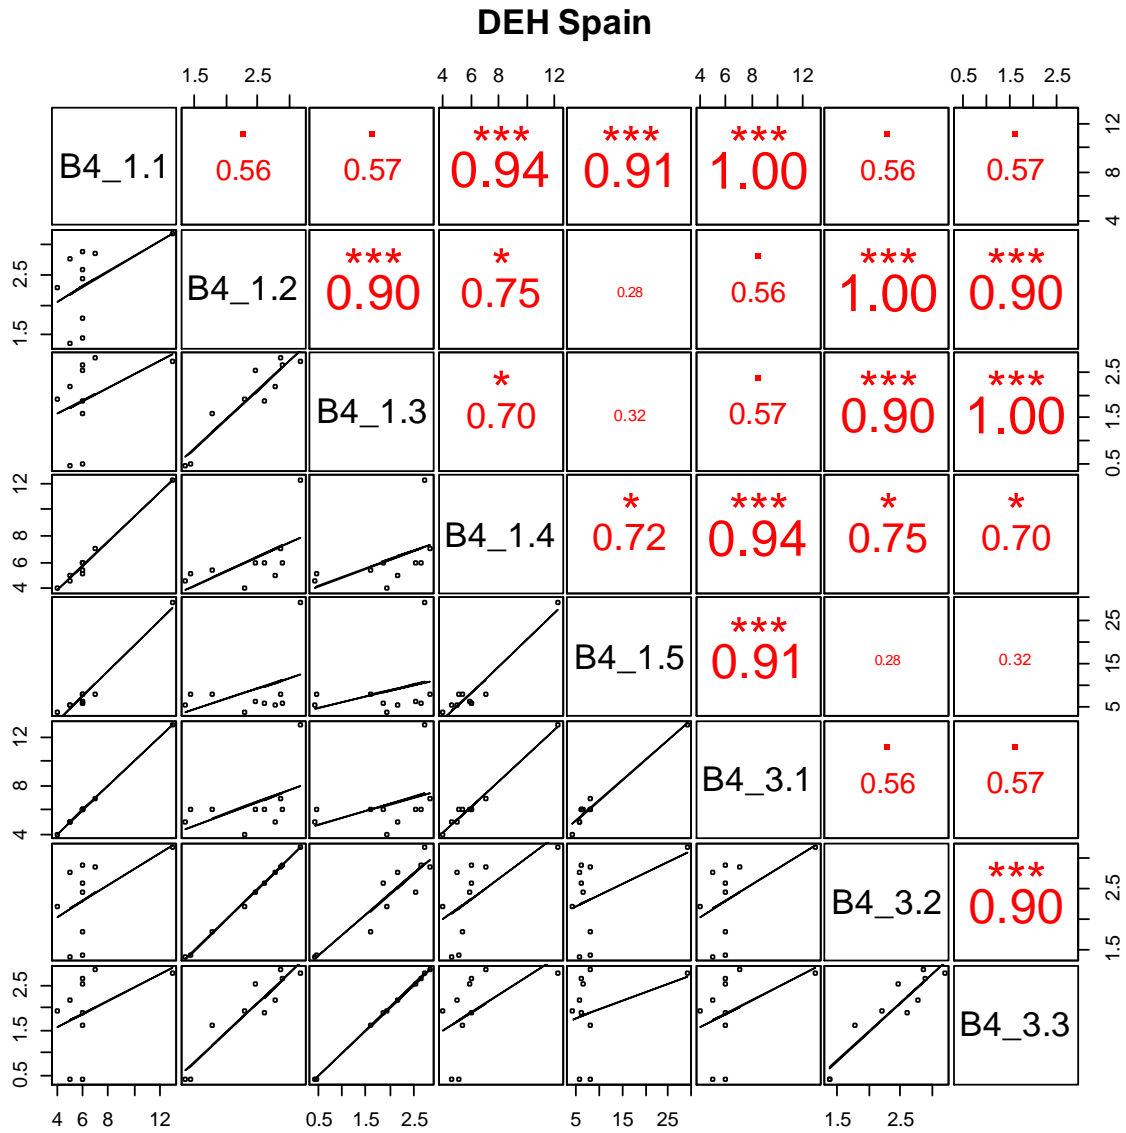 DEH Spain
1.5 2.5 4 6 8 12 4 6 8 12 0.5 1.5 2.5
*** *** ***
B4_1.1 0.56 0.57 0.94 0.91 1.00 0.56 0.57 4 8 12
*** * *** ***
1.5 2.5 B4_1.2 0.90 0.75 0.28 0.56 1.00 0.90
* *** ***
B4_1.3 0.70 0.32 0.57 0.90 1.00 0.5 1.5 2.5
* *** * *
4 6 8 12 B4_1.4 0.72 0.94 0.75 0.70
***
B4_1.5 0.91 0.28 0.32 5 15 25
4 8 12 B4_3.1 0.56 0.57
***
B4_3.2 0.90 1.5 2.5
0.5 1.5 2.5 B4_3.3
4 6 8 12 0.5 1.5 2.5 5 15 25 1.5 2.5